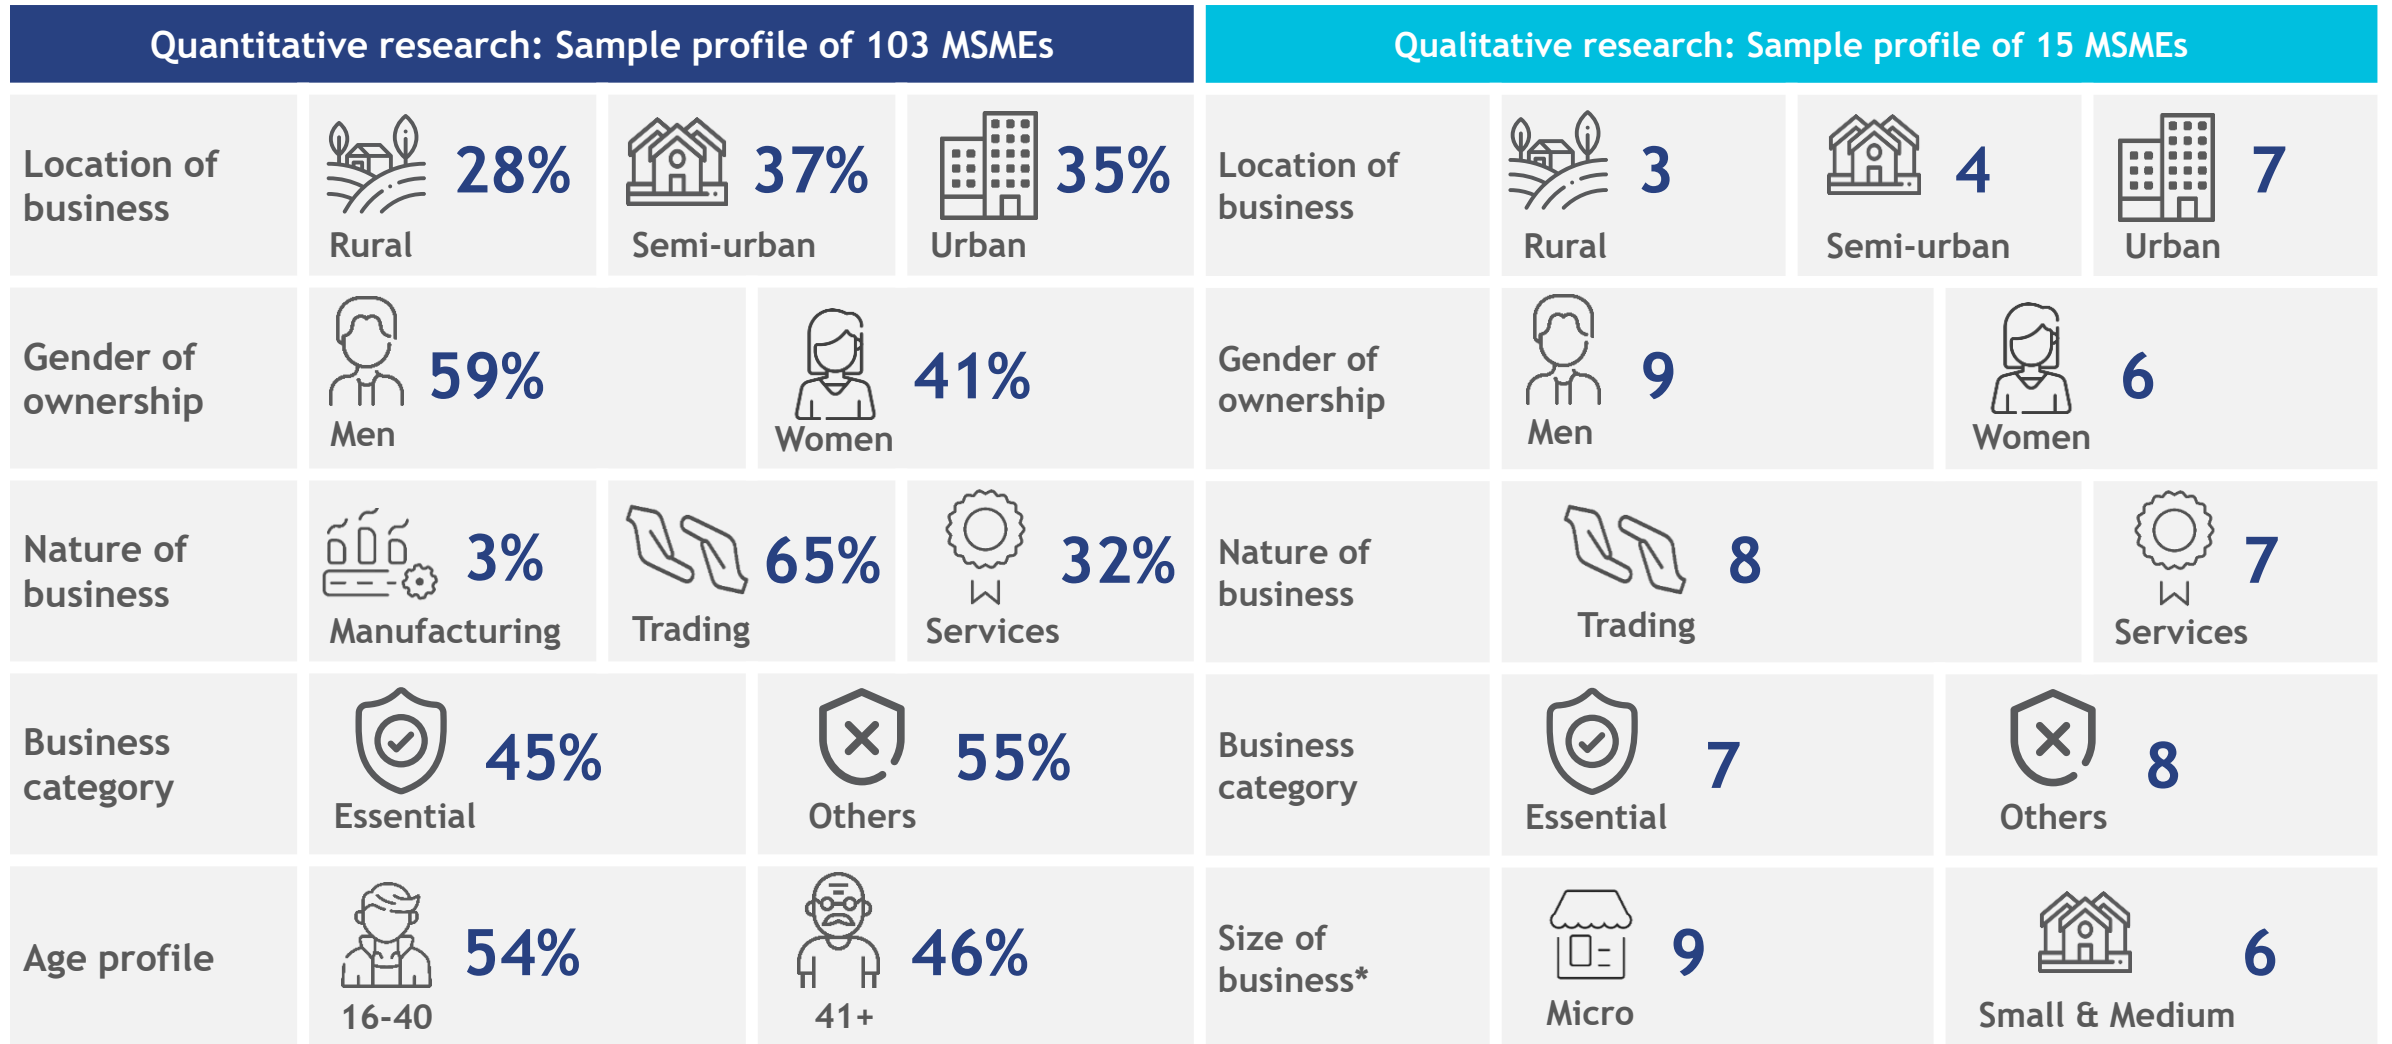 Quantitative research: Sample profile of 103 MSMEs
Location of
business
28%
Rural
37%
Semi-urban
35%
Urban
Gender of
ownership
59%
Men
41%
Women
Nature of
business
3%
Manufacturing
65%
Trading
32%
Services
Business
category
45%
Essential
55%
Others
Age profile
54%
16-40
46%
41+
Qualitative research: Sample profile of 15 MSMEs
Location of
business
3
Rural
4
Semi-urban
7
Urban
Gender of
ownership
9
Men
6
Women
Nature of
business
8
Trading
7
Services
Business
category
7
Essential
8
Others
Size of
business*
9
Micro
6
Small & Medium